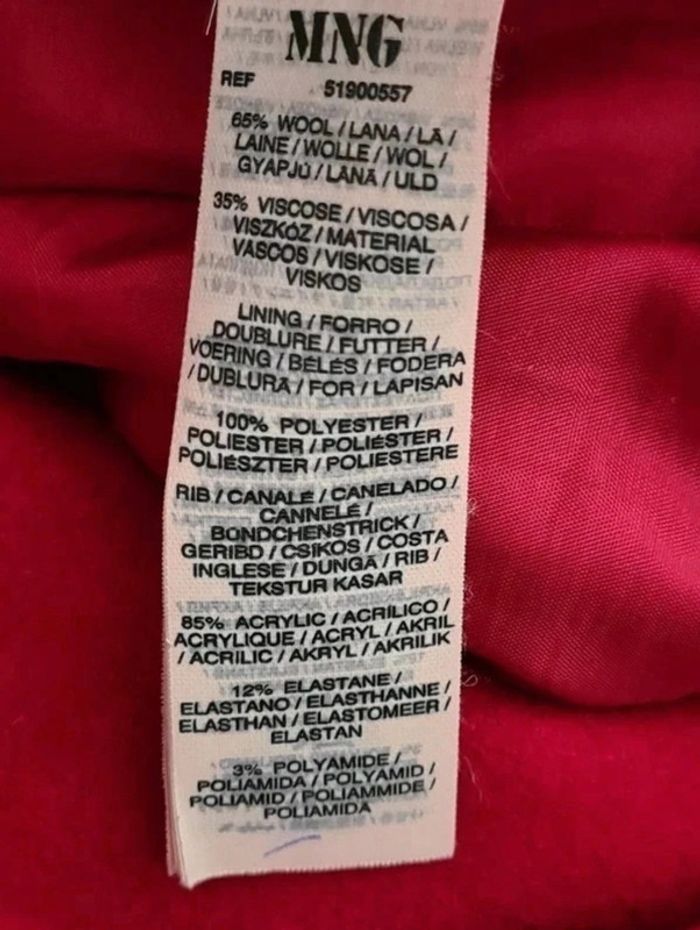 MNG
REF 51900557
65% WOOL / LANA / LÃ /
LAINE / WOLLE / WOL /
GYAPJÚ / LÂNĂ / ULD
35% VISCOSE / VISCOSA /
VISZKÓZ / MATERIAL
VASCOS / VISKOSE /
VISKOS
LINING / FORRO /
DOUBLURE / FUTTER /
VOERING / BÉLÉS / FODERA
/ DUBLURĂ / FOR / LAPISAN
100% POLYESTER /
POLIESTER / POLIÉSTER /
POLIÉSZTER / POLIESTERE
RIB / CANALÉ / CANELADO /
CANNELÉ /
BÜNDCHENSTRICK /
GERIBD / CSÍKOS / COSTA
INGLESE / DUNGĂ / RIB /
TEKSTUR KASAR
85% ACRYLIC / ACRÍLICO /
ACRYLIQUE / ACRYL / AKRIL
/ ACRILIC / AKRYL / AKRILIK
12% ELASTANE /
ELASTANO / ELASTHANNE /
ELASTHAN / ELASTOMEER /
ELASTAN
3% POLYAMIDE /
POLIAMIDA / POLYAMID /
POLIAMID / POLIAMMIDE /
POLIAMIDA